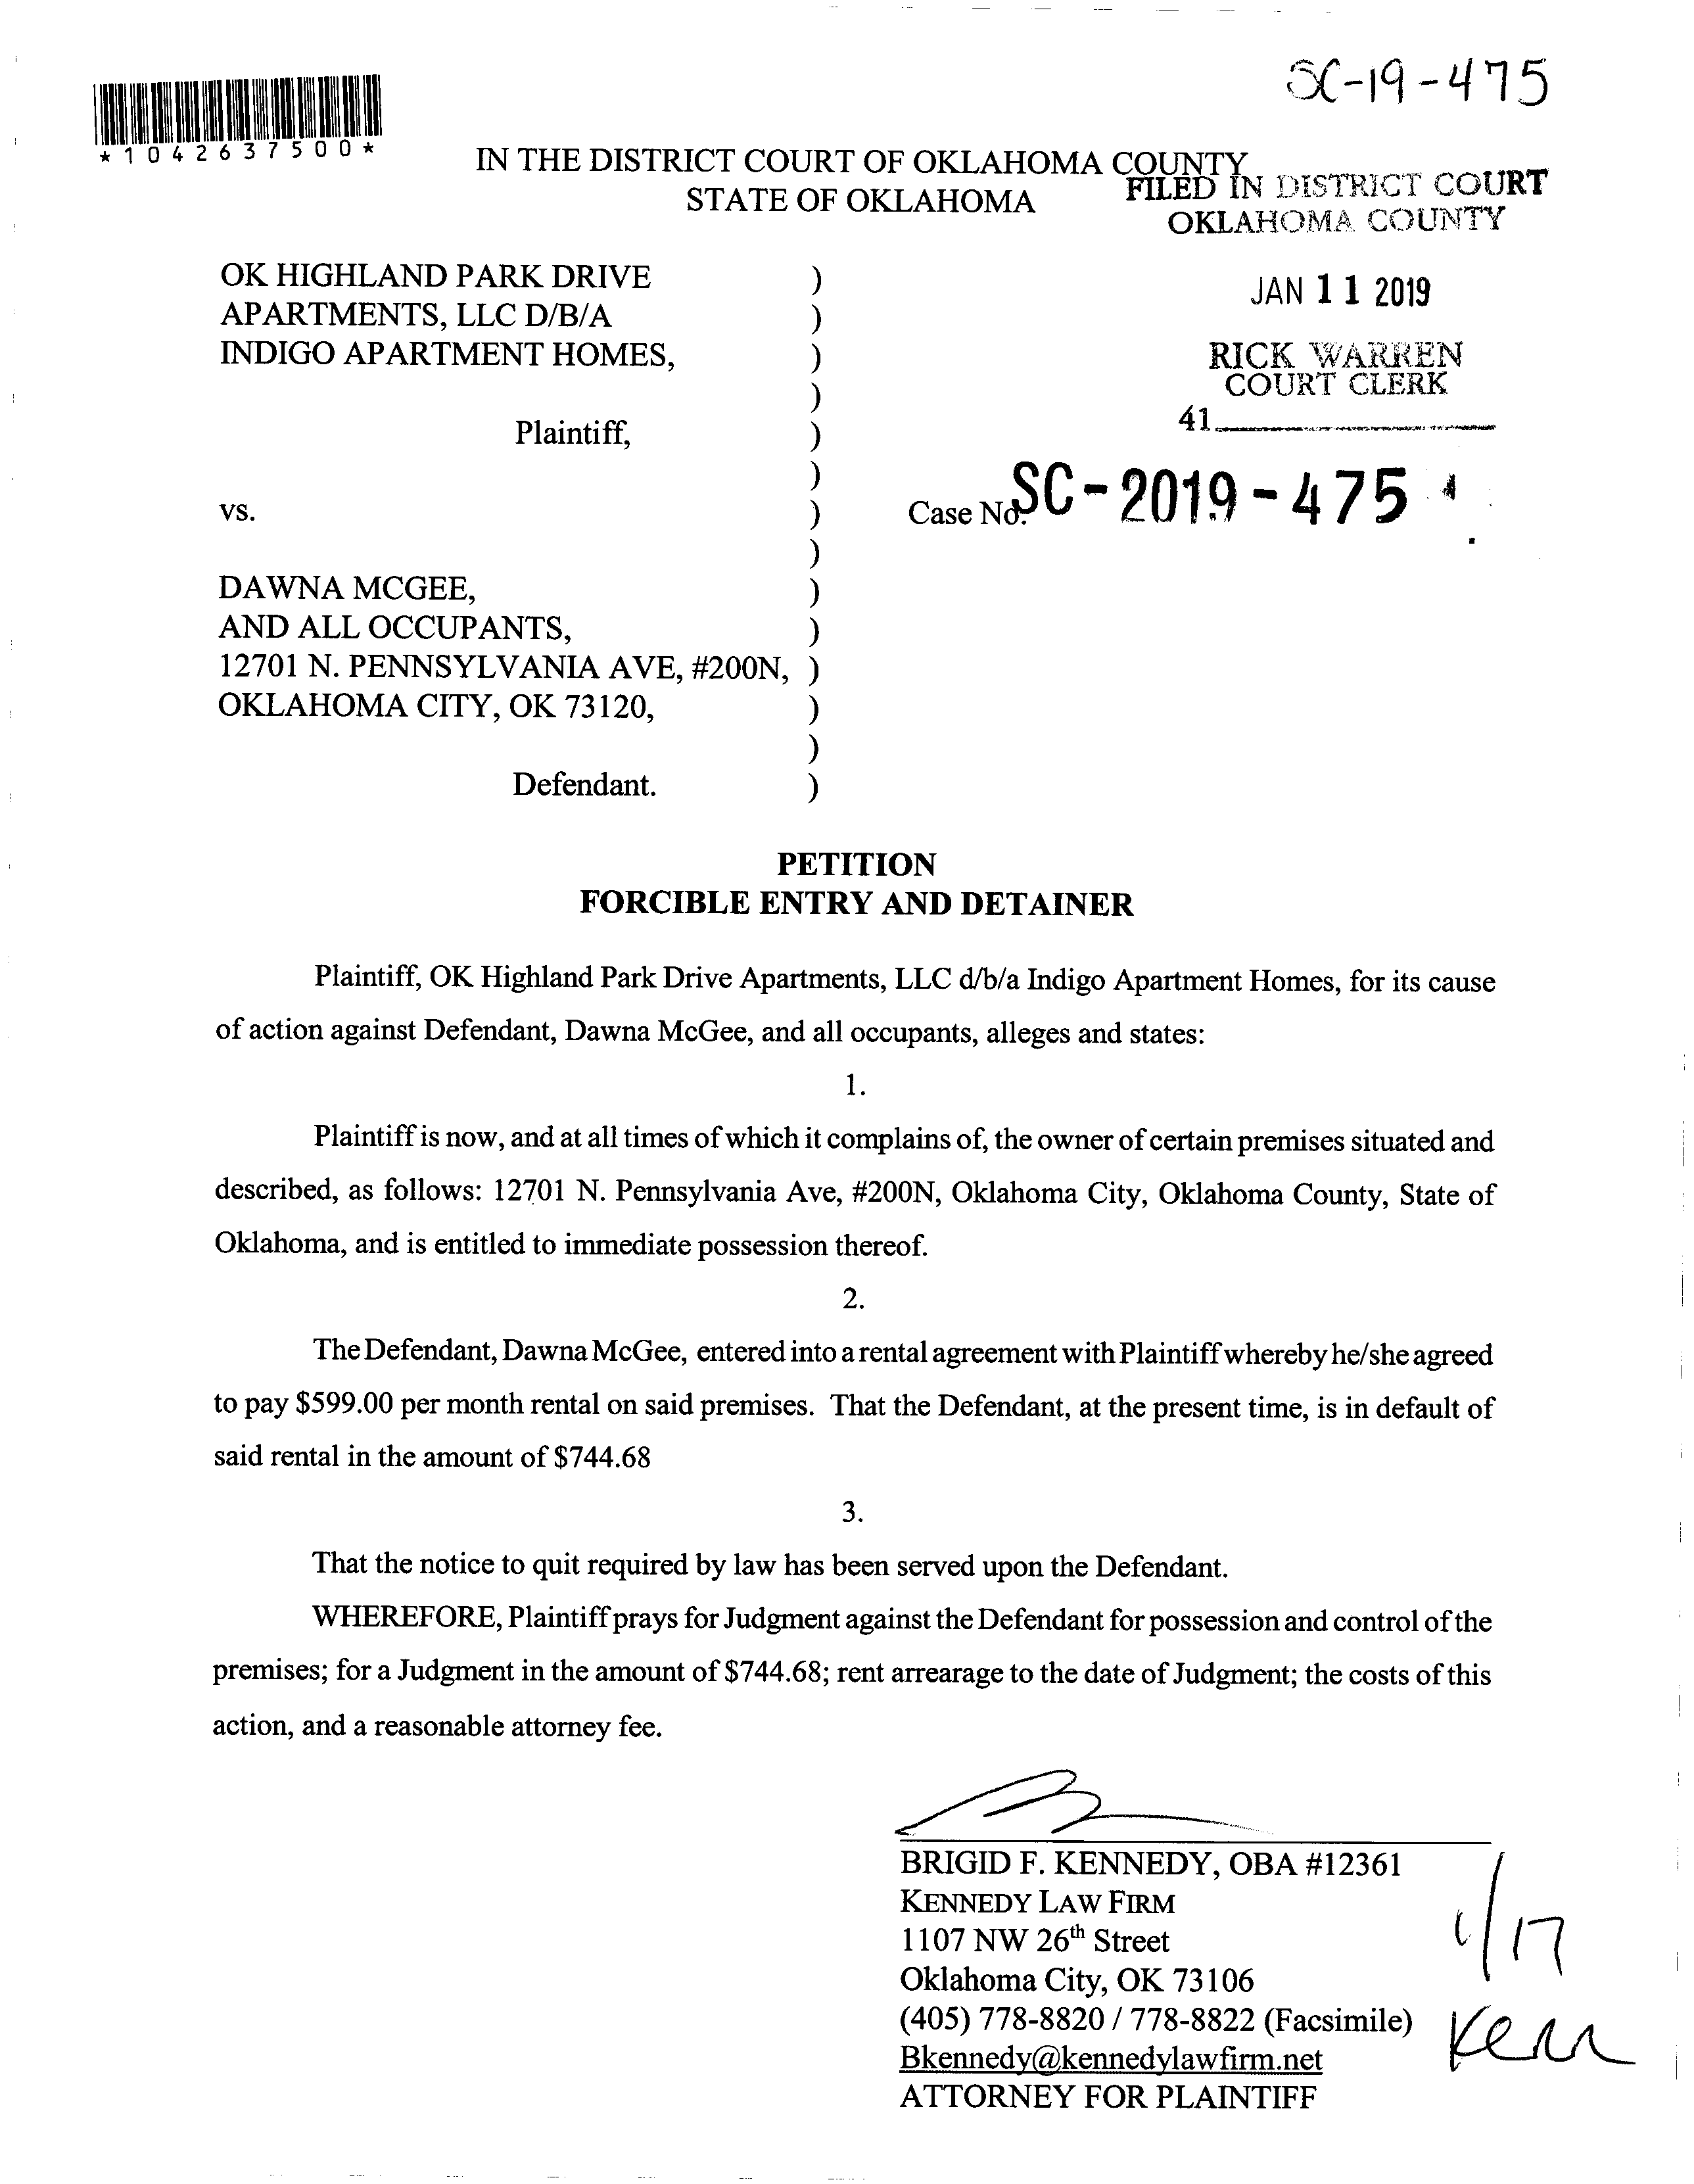 SC-19-475
*1042637500*
IN THE DISTRICT COURT OF OKLAHOMA COUNTY
STATE OF OKLAHOMA
FILED IN DISTRICT COURT
OKLAHOMA COUNTY
JAN 11 2019
RICK WARREN
COURT CLERK
41
OK HIGHLAND PARK DRIVE )
APARTMENTS, LLC D/B/A )
INDIGO APARTMENT HOMES, )
)
Plaintiff, )
)
vs. ) Case No. SC-2019-475
)
DAWNA MCGEE, )
AND ALL OCCUPANTS, )
12701 N. PENNSYLVANIA AVE, #200N, )
OKLAHOMA CITY, OK 73120, )
)
Defendant. )
PETITION
FORCIBLE ENTRY AND DETAINER
Plaintiff, OK Highland Park Drive Apartments, LLC d/b/a Indigo Apartment Homes, for its cause
of action against Defendant, Dawna McGee, and all occupants, alleges and states:
1.
Plaintiff is now, and at all times of which it complains of, the owner of certain premises situated and
described, as follows: 12701 N. Pennsylvania Ave, #200N, Oklahoma City, Oklahoma County, State of
Oklahoma, and is entitled to immediate possession thereof.
2.
The Defendant, Dawna McGee, entered into a rental agreement with Plaintiff whereby he/she agreed
to pay $599.00 per month rental on said premises. That the Defendant, at the present time, is in default of
said rental in the amount of $744.68
3.
That the notice to quit required by law has been served upon the Defendant.
WHEREFORE, Plaintiff prays for Judgment against the Defendant for possession and control of the
premises; for a Judgment in the amount of $744.68; rent arrearage to the date of Judgment; the costs of this
action, and a reasonable attorney fee.
BRIGID F. KENNEDY, OBA #12361
KENNEDY LAW FIRM
1107 NW 26th Street
Oklahoma City, OK 73106
(405) 778-8820 / 778-8822 (Facsimile)
Bkennedy@kennedylawfirm.net
ATTORNEY FOR PLAINTIFF
1/17